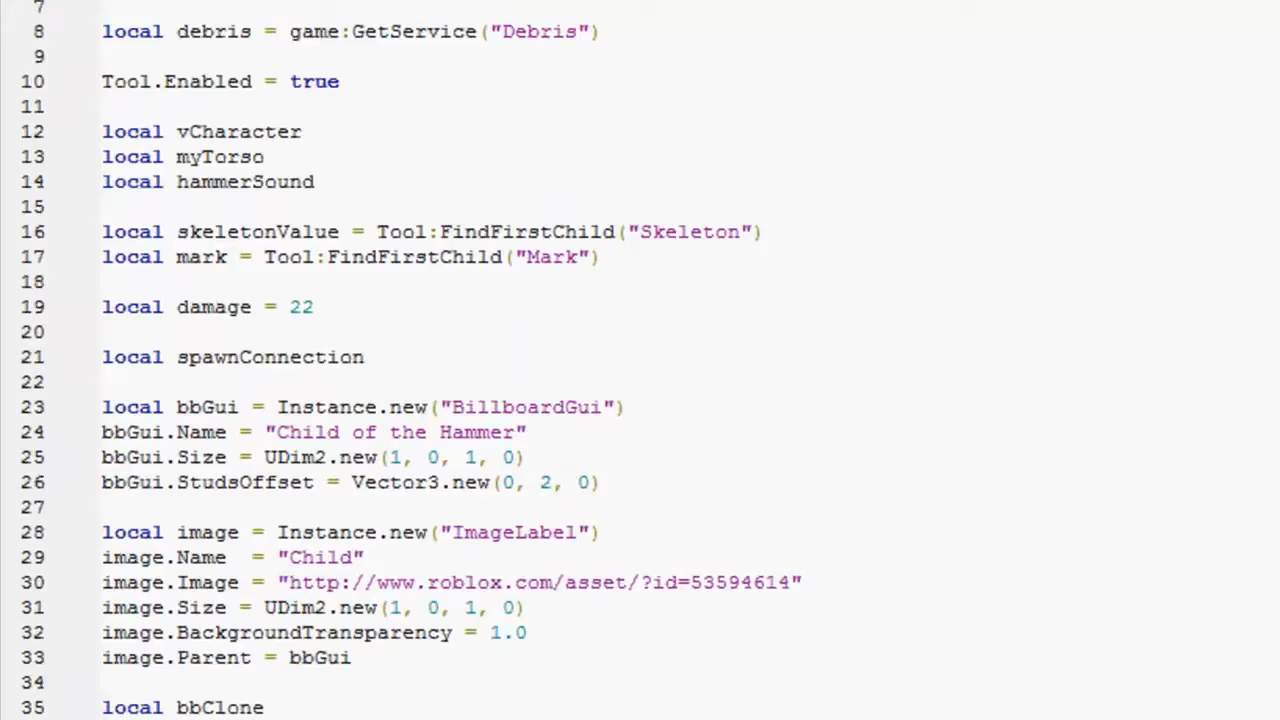 7
8 local debris = game:GetService("Debris")
9
10 Tool.Enabled = true
11
12 local vCharacter
13 local myTorso
14 local hammerSound
15
16 local skeletonValue = Tool:FindFirstChild("Skeleton")
17 local mark = Tool:FindFirstChild("Mark")
18
19 local damage = 22
20
21 local spawnConnection
22
23 local bbGui = Instance.new("BillboardGui")
24 bbGui.Name = "Child of the Hammer"
25 bbGui.Size = UDim2.new(1, 0, 1, 0)
26 bbGui.StudsOffset = Vector3.new(0, 2, 0)
27
28 local image = Instance.new("ImageLabel")
29 image.Name  = "Child"
30 image.Image = "http://www.roblox.com/asset/?id=53594614"
31 image.Size = UDim2.new(1, 0, 1, 0)
32 image.BackgroundTransparency = 1.0
33 image.Parent = bbGui
34
35 local bbClone